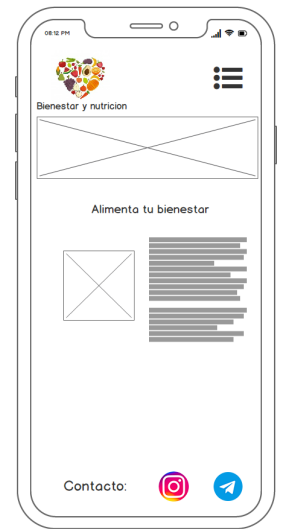 08:12 PM
Bienestar y nutricion
Alimenta tu bienestar
Contacto: